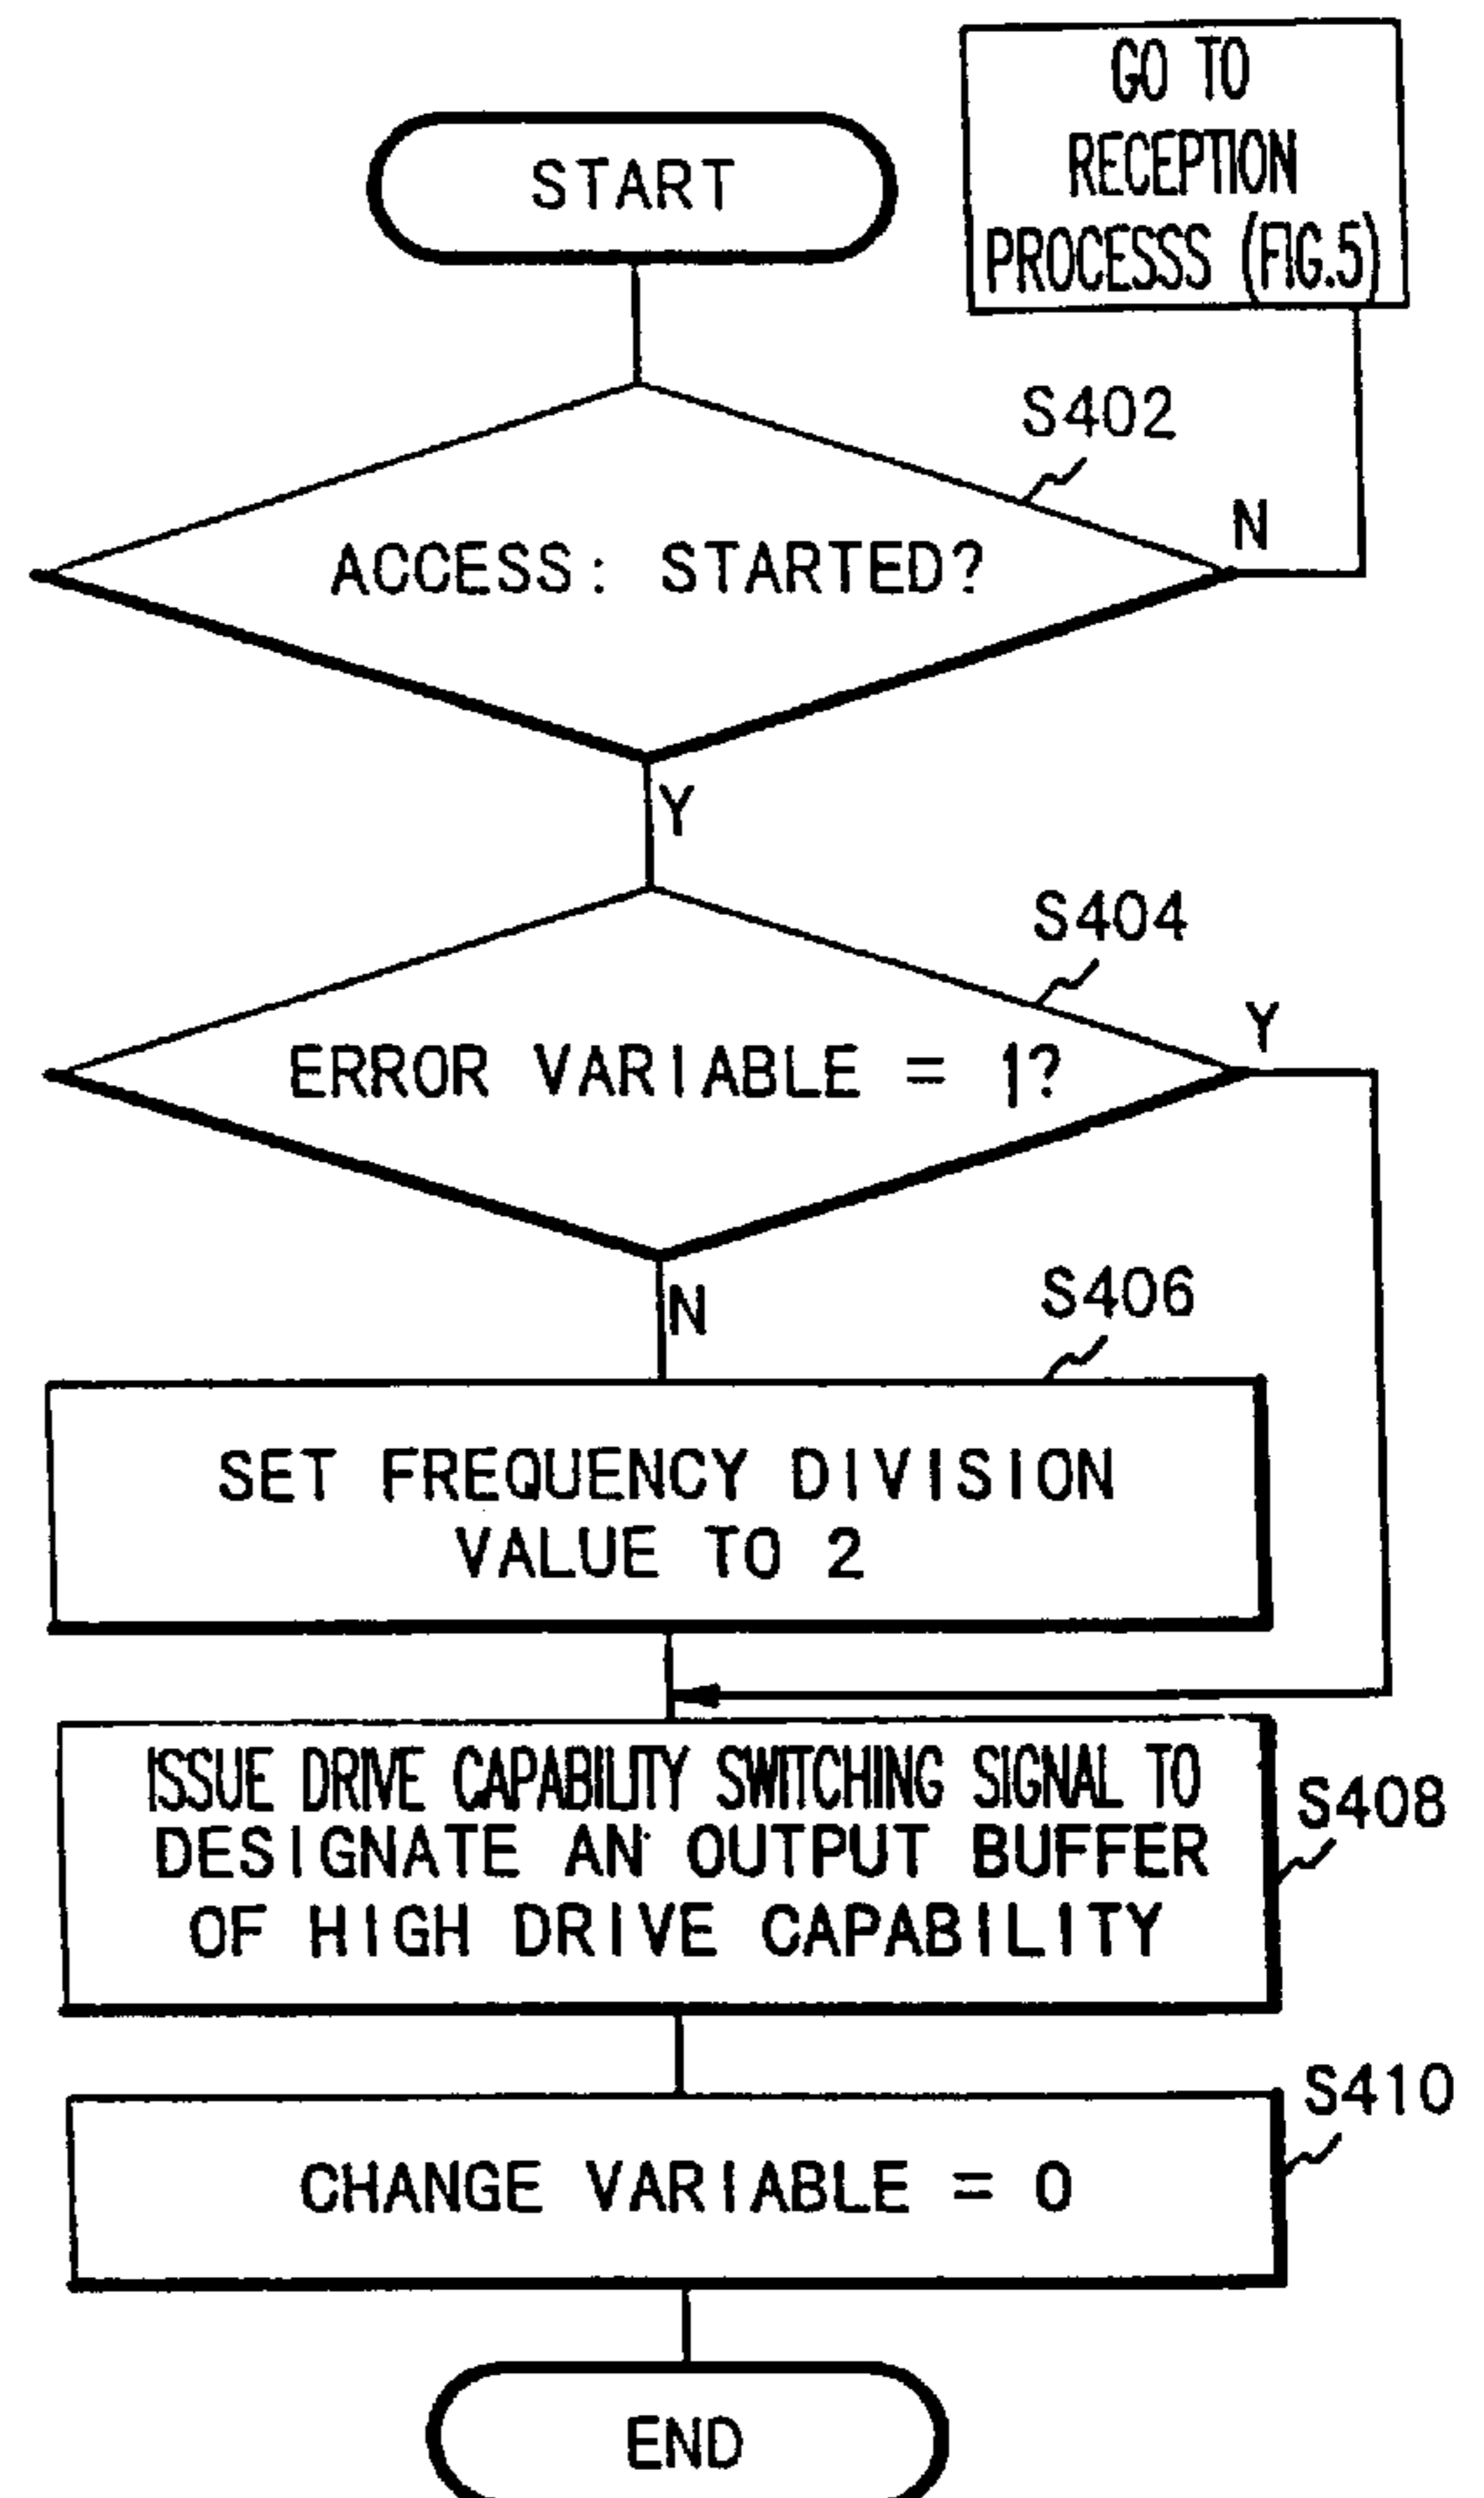 GO TO
RECEPTION
PROCESSS (FIG.5)
START
S402
ACCESS: STARTED?
N
Y
S404
ERROR VARIABLE = 1?
Y
N
S406
SET FREQUENCY DIVISION
VALUE TO 2
ISSUE DRIVE CAPABILITY SWITCHING SIGNAL TO
DESIGNATE AN OUTPUT BUFFER
OF HIGH DRIVE CAPABILITY
S408
S410
CHANGE VARIABLE = 0
END